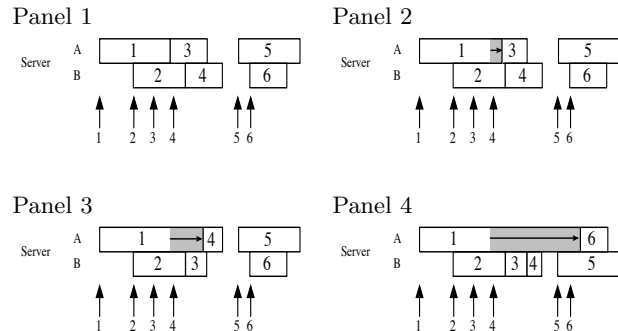 Panel 1
A 1 3 5
Server
B 2 4 6
1 2 3 4 5 6
Panel 2
A 1 3 5
Server
B 2 4 6
1 2 3 4 5 6
Panel 3
A 1 4 5
Server
B 2 3 6
1 2 3 4 5 6
Panel 4
A 1 6
Server
B 2 3 4 5
1 2 3 4 5 6